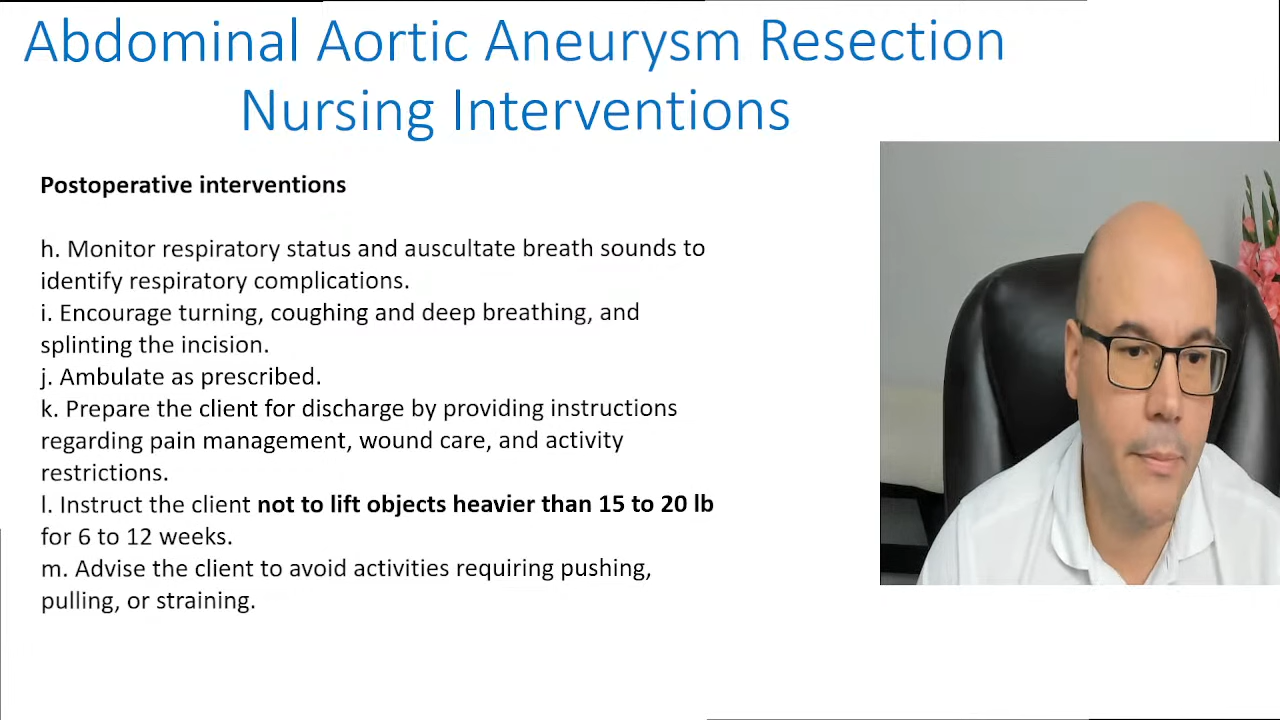 Abdominal Aortic Aneurysm Resection
Nursing Interventions
Postoperative interventions
h. Monitor respiratory status and auscultate breath sounds to
identify respiratory complications.
i. Encourage turning, coughing and deep breathing, and
splinting the incision.
j. Ambulate as prescribed.
k. Prepare the client for discharge by providing instructions
regarding pain management, wound care, and activity
restrictions.
l. Instruct the client not to lift objects heavier than 15 to 20 lb
for 6 to 12 weeks.
m. Advise the client to avoid activities requiring pushing,
pulling, or straining.